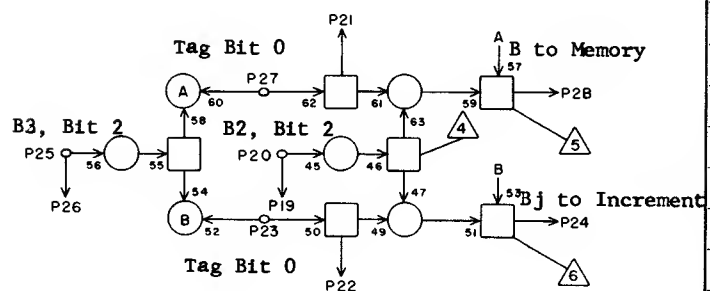 P21
Tag Bit 0
A
B to Memory
P27
57
A
60
62
61
59
P2B
58
63
B3, Bit 2
B2, Bit 2
4
5
P25
56
55
P20
45
46
54
47
B
P26
P19
53
Bj to Increment
B
52
P23
50
49
51
P24
Tag Bit 0
P22
6